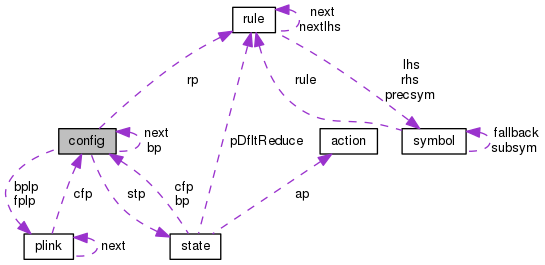 rule
next
nextlhs
lhs
rhs
precsym
rp
rule
config
next
bp
pDfltReduce
action
symbol
fallback
subsym
bplp
fplp
cfp
stp
cfp
bp
ap
plink
next
state